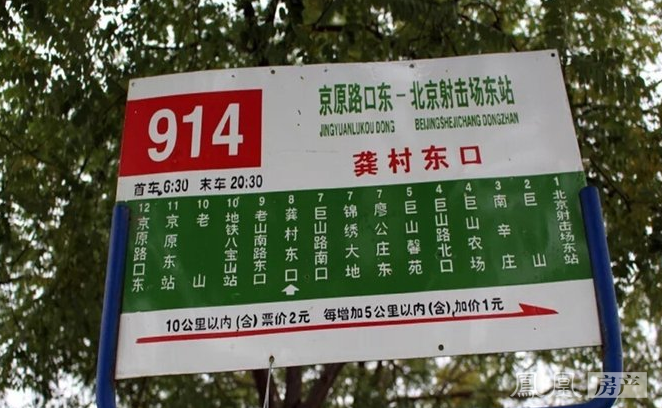 914
京原路口东－北京射击场东站
JINGYUANLUKOU DONG BEIJINGSHEJICHANG DONGZHAN
龚村东口
首车 6:30 末车 20:30
12 京原路口东
11 京原东站
10 老山
10 地铁八宝山站
9 老山南路东口
8 龚村东口
7 巨山路南口
7 锦绣大地
7 廖公庄东
5 巨山馨苑
4 巨山路北口
4 巨山农场
3 南辛庄
2 巨山
1 北京射击场东站
10公里以内(含)票价2元 每增加5公里以内(含),加价1元
鳳凰 房产